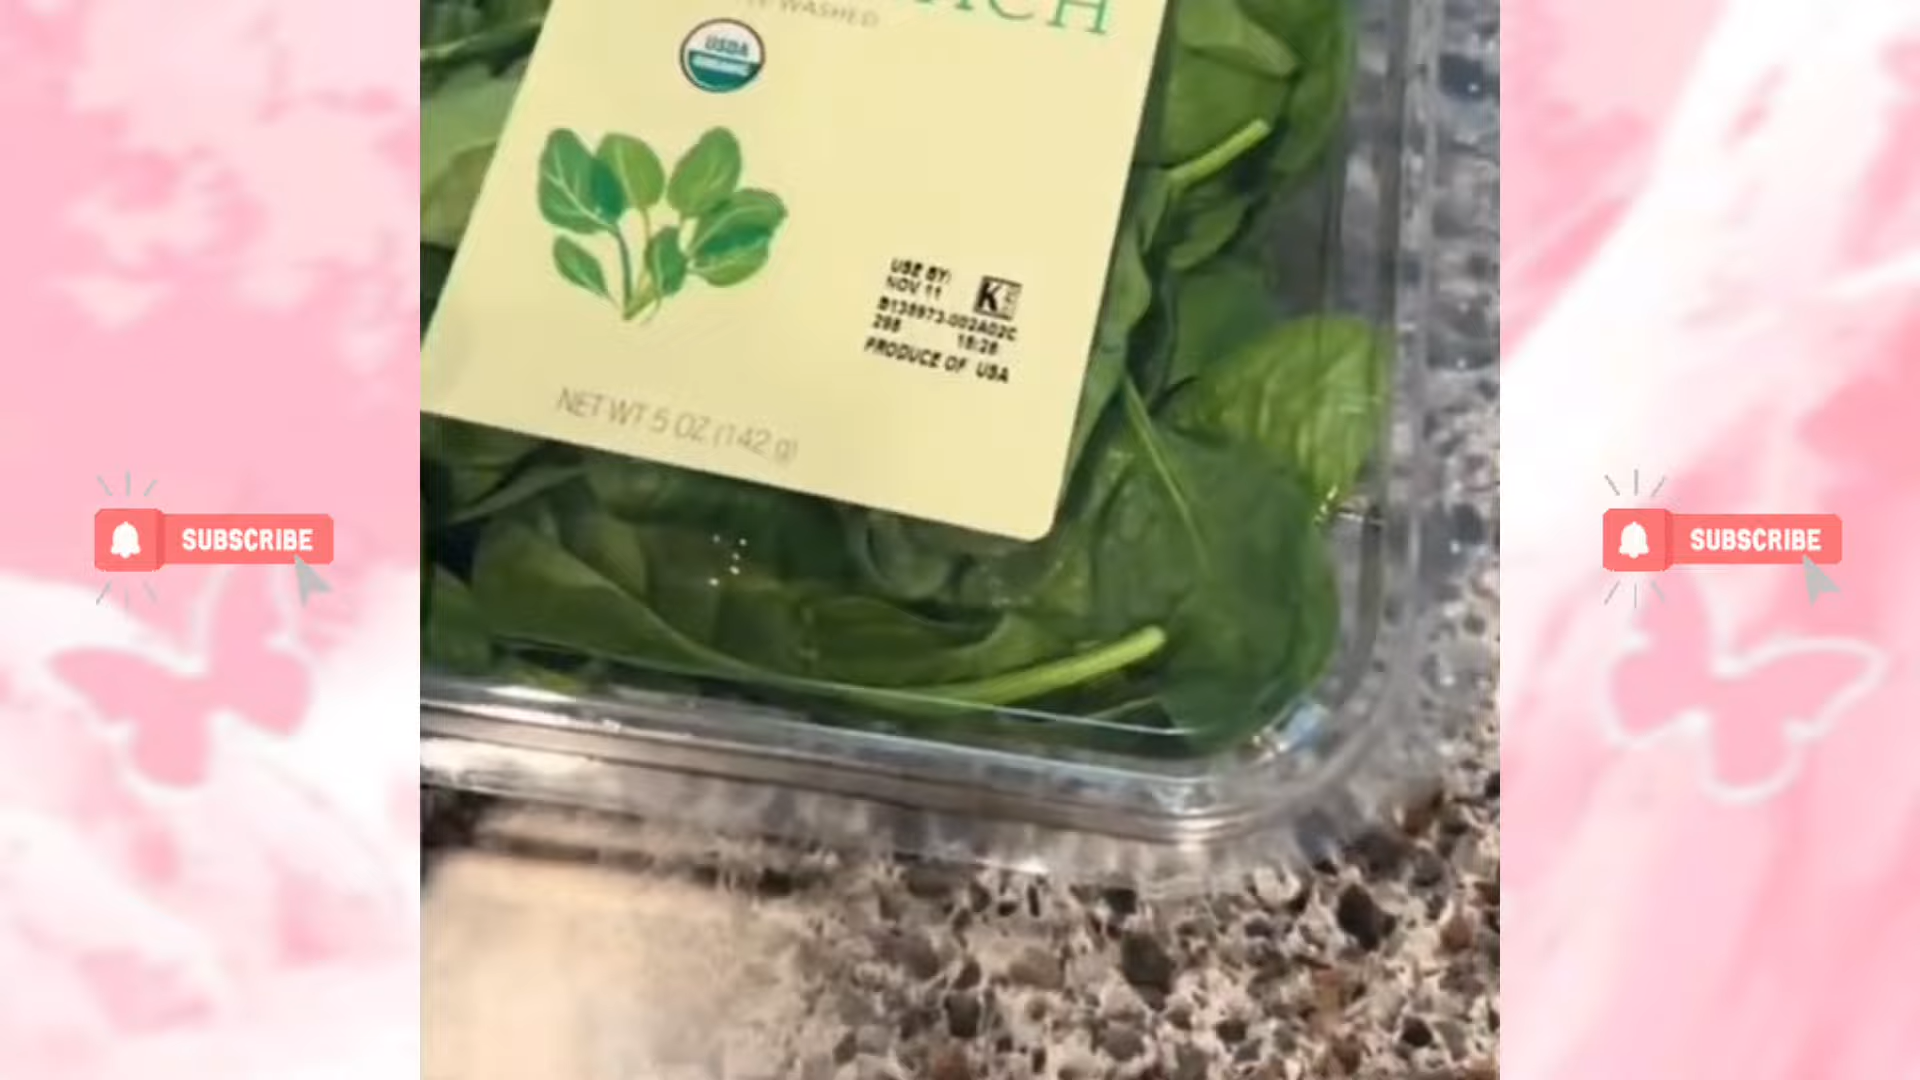 WASHED
USDA
ORGANIC
USE BY:
NOV 11
K
B138973-002A02C
298 18:28
PRODUCE OF USA
NET WT 5 OZ (142 g)
SUBSCRIBE
SUBSCRIBE